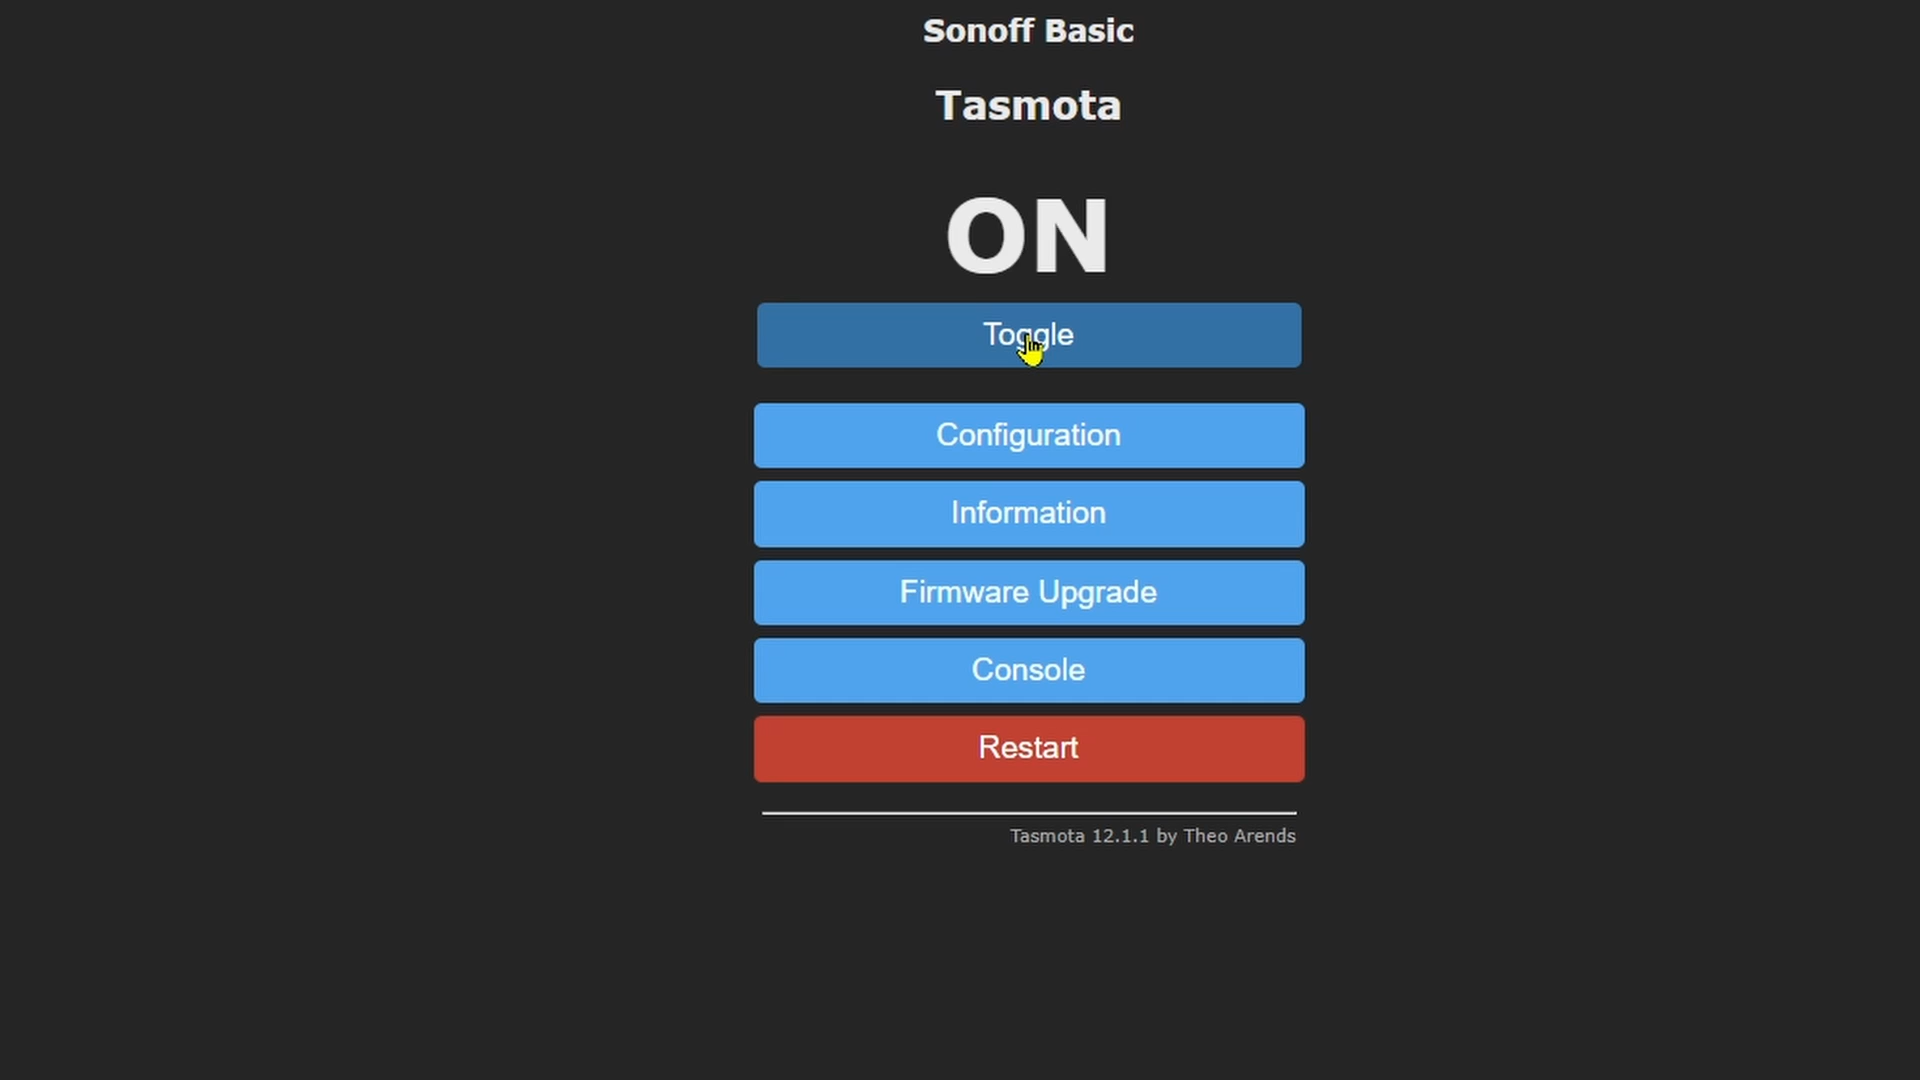 Sonoff Basic
Tasmota
ON
Toggle
Configuration
Information
Firmware Upgrade
Console
Restart
Tasmota 12.1.1 by Theo Arends